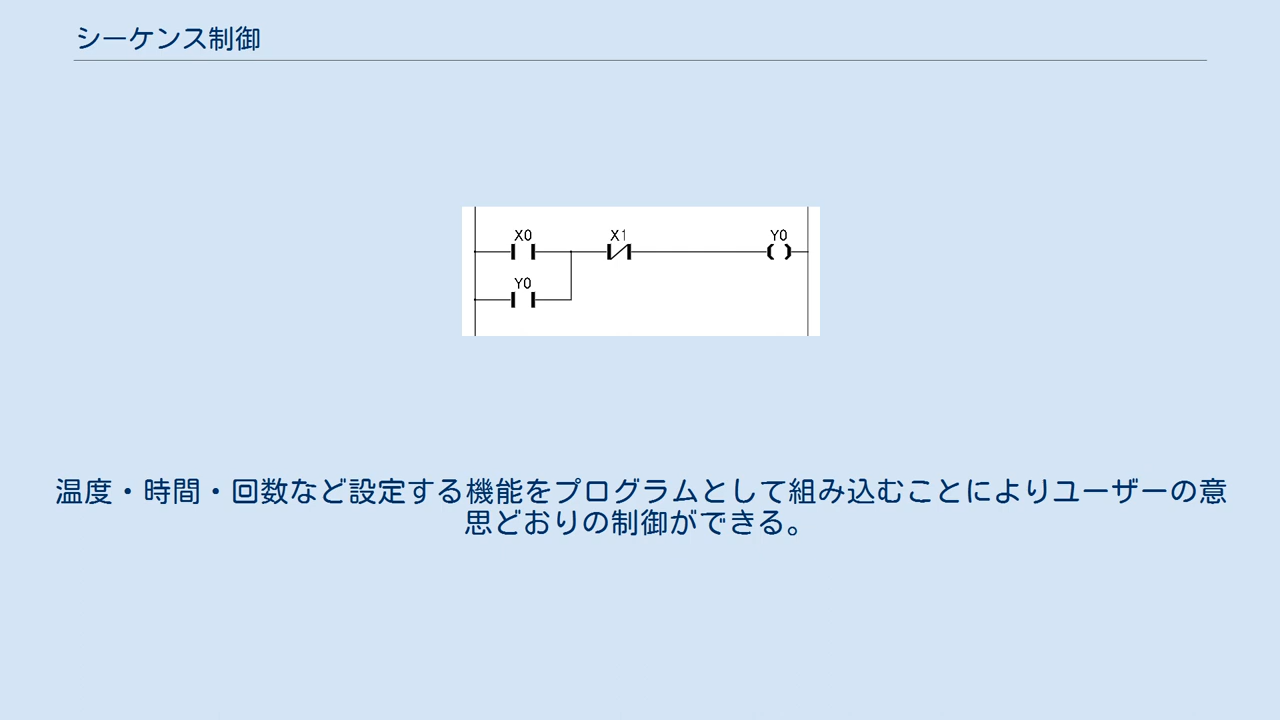 シーケンス制御
X0 X1 Y0
Y0
温度・時間・回数など設定する機能をプログラムとして組み込むことによりユーザーの意
思どおりの制御ができる。